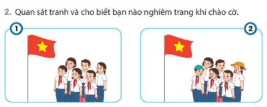 2. Quan sát tranh và cho biết bạn nào nghiêm trang khi chào cờ.
1
2